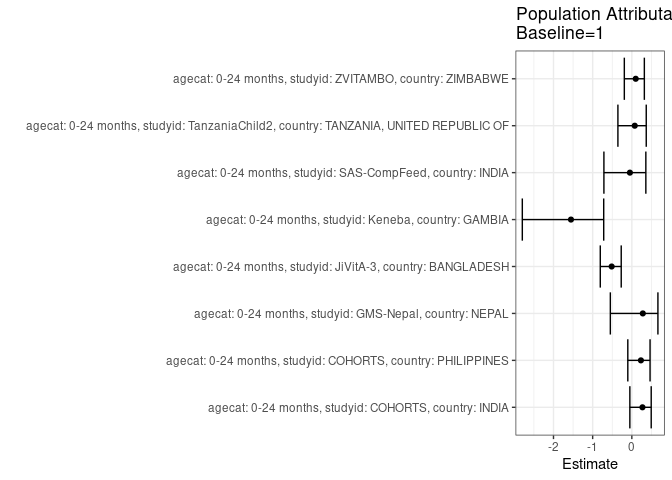 Population Attributa
Baseline=1
agecat: 0-24 months, studyid: ZVITAMBO, country: ZIMBABWE
agecat: 0-24 months, studyid: TanzaniaChild2, country: TANZANIA, UNITED REPUBLIC OF
agecat: 0-24 months, studyid: SAS-CompFeed, country: INDIA
agecat: 0-24 months, studyid: Keneba, country: GAMBIA
agecat: 0-24 months, studyid: JiVitA-3, country: BANGLADESH
agecat: 0-24 months, studyid: GMS-Nepal, country: NEPAL
agecat: 0-24 months, studyid: COHORTS, country: PHILIPPINES
agecat: 0-24 months, studyid: COHORTS, country: INDIA
-2 -1 0
Estimate